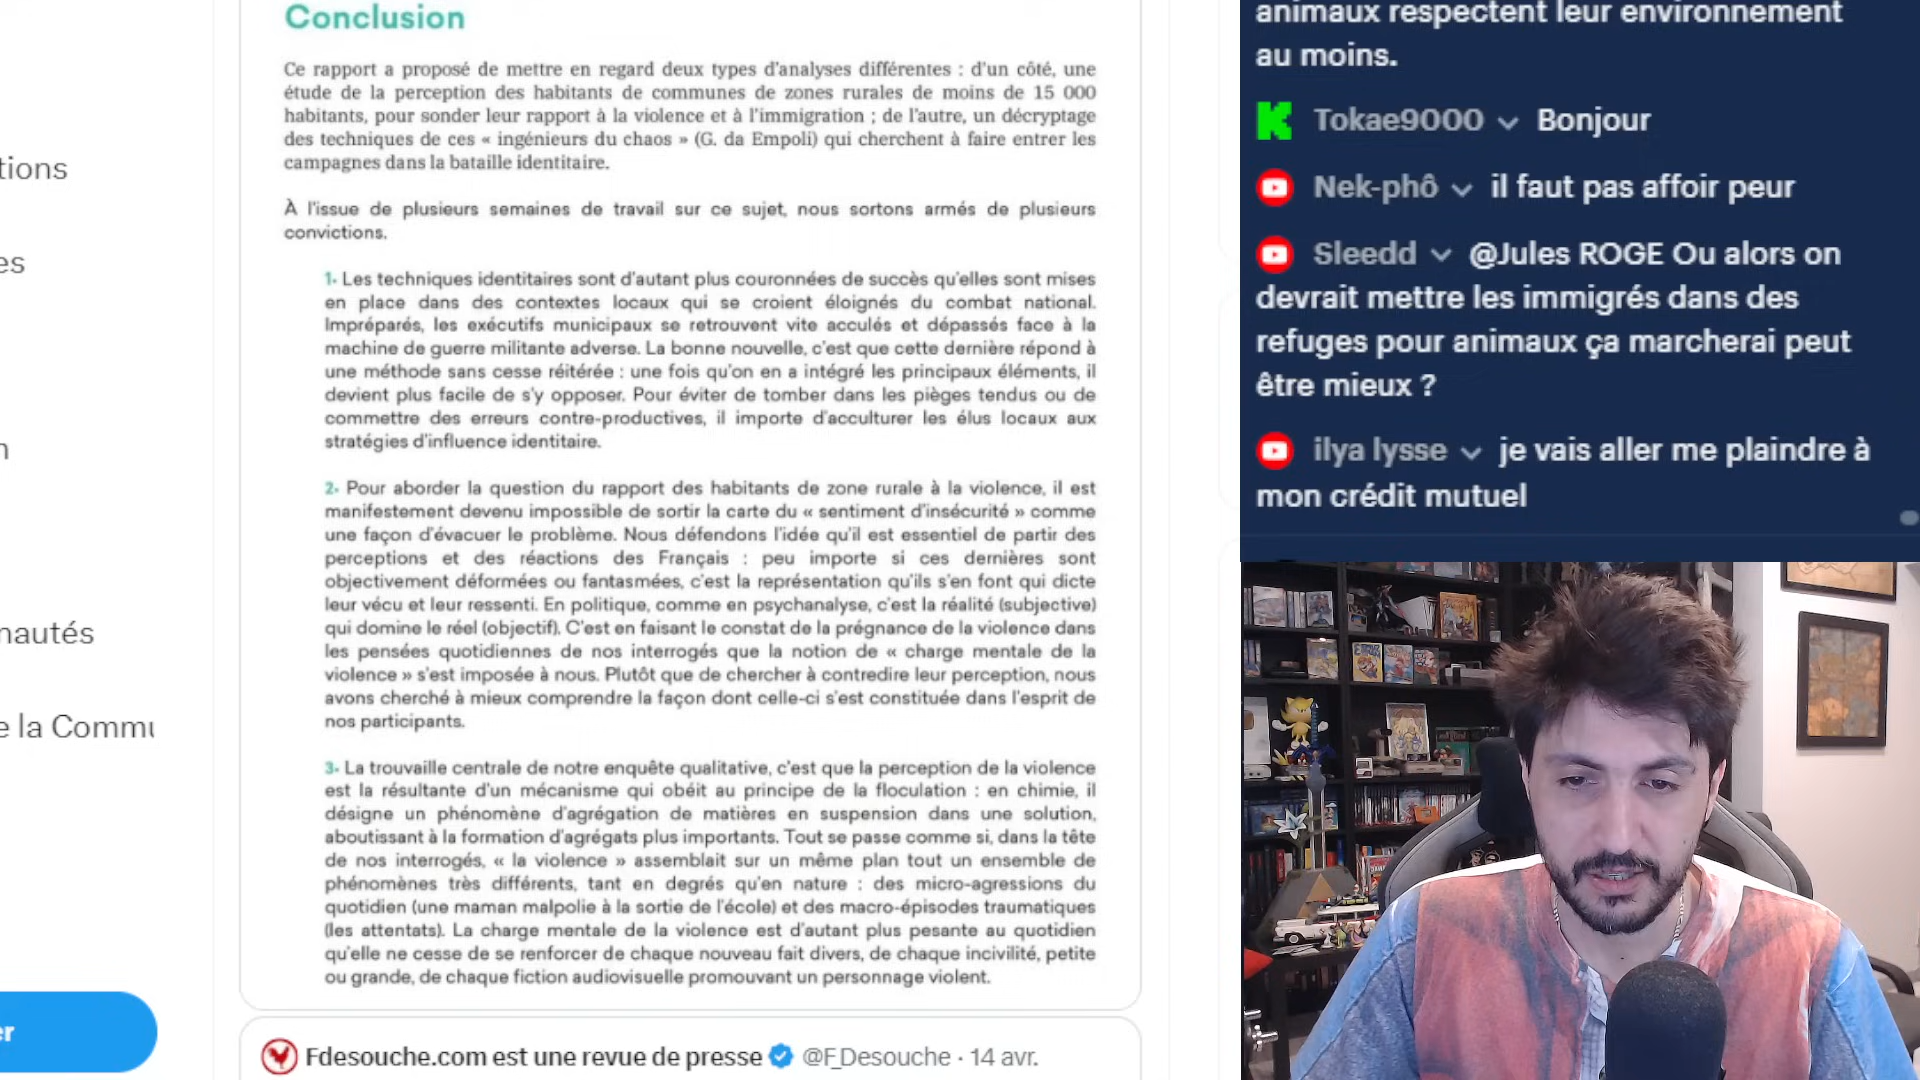 Conclusion
Ce rapport a proposé de mettre en regard deux types d'analyses différentes : d'un côté, une
étude de la perception des habitants de communes de zones rurales de moins de 15 000
habitants, pour sonder leur rapport à la violence et à l'immigration ; de l'autre, un décryptage
des techniques de ces « ingénieurs du chaos » (G. da Empoli) qui cherchent à faire entrer les
campagnes dans la bataille identitaire.
À l'issue de plusieurs semaines de travail sur ce sujet, nous sortons armés de plusieurs
convictions.
1- Les techniques identitaires sont d'autant plus couronnées de succès qu'elles sont mises
en place dans des contextes locaux qui se croient éloignés du combat national.
Impréparés, les exécutifs municipaux se retrouvent vite acculés et dépassés face à la
machine de guerre militante adverse. La bonne nouvelle, c'est que cette dernière répond à
une méthode sans cesse réitérée : une fois qu'on en a intégré les principaux éléments, il
devient plus facile de s'y opposer. Pour éviter de tomber dans les pièges tendus ou de
commettre des erreurs contre-productives, il importe d'acculturer les élus locaux aux
stratégies d'influence identitaire.
2- Pour aborder la question du rapport des habitants de zone rurale à la violence, il est
manifestement devenu impossible de sortir la carte du « sentiment d'insécurité » comme
une façon d'évacuer le problème. Nous défendons l'idée qu'il est essentiel de partir des
perceptions et des réactions des Français : peu importe si ces dernières sont
objectivement déformées ou fantasmées, c'est la représentation qu'ils s'en font qui dicte
leur vécu et leur ressenti. En politique, comme en psychanalyse, c'est la réalité (subjective)
qui domine le réel (objectif). C'est en faisant le constat de la prégnance de la violence dans
les pensées quotidiennes de nos interrogés que la notion de « charge mentale de la
violence » s'est imposée à nous. Plutôt que de chercher à contredire leur perception, nous
avons cherché à mieux comprendre la façon dont celle-ci s'est constituée dans l'esprit de
nos participants.
3- La trouvaille centrale de notre enquête qualitative, c'est que la perception de la violence
est la résultante d'un mécanisme qui obéit au principe de la floculation : en chimie, il
désigne un phénomène d'agrégation de matières en suspension dans une solution,
aboutissant à la formation d'agrégats plus importants. Tout se passe comme si, dans la tête
de nos interrogés, « la violence » assemblait sur un même plan tout un ensemble de
phénomènes très différents, tant en degrés qu'en nature : des micro-agressions du
quotidien (une maman malpolie à la sortie de l'école) et des macro-épisodes traumatiques
(les attentats). La charge mentale de la violence est d'autant plus pesante au quotidien
qu'elle ne cesse de se renforcer de chaque nouveau fait divers, de chaque incivilité, petite
ou grande, de chaque fiction audiovisuelle promouvant un personnage violent.
Fdesouche.com est une revue de presse @F_Desouche · 14 avr.
tions
es
n
nautés
e la Commu
er
animaux respectent leur environnement
au moins.
Tokae9000 Bonjour
Nek-phô il faut pas affoir peur
Sleedd @Jules ROGE Ou alors on
devrait mettre les immigrés dans des
refuges pour animaux ça marcherai peut
être mieux ?
ilya lysse je vais aller me plaindre à
mon crédit mutuel